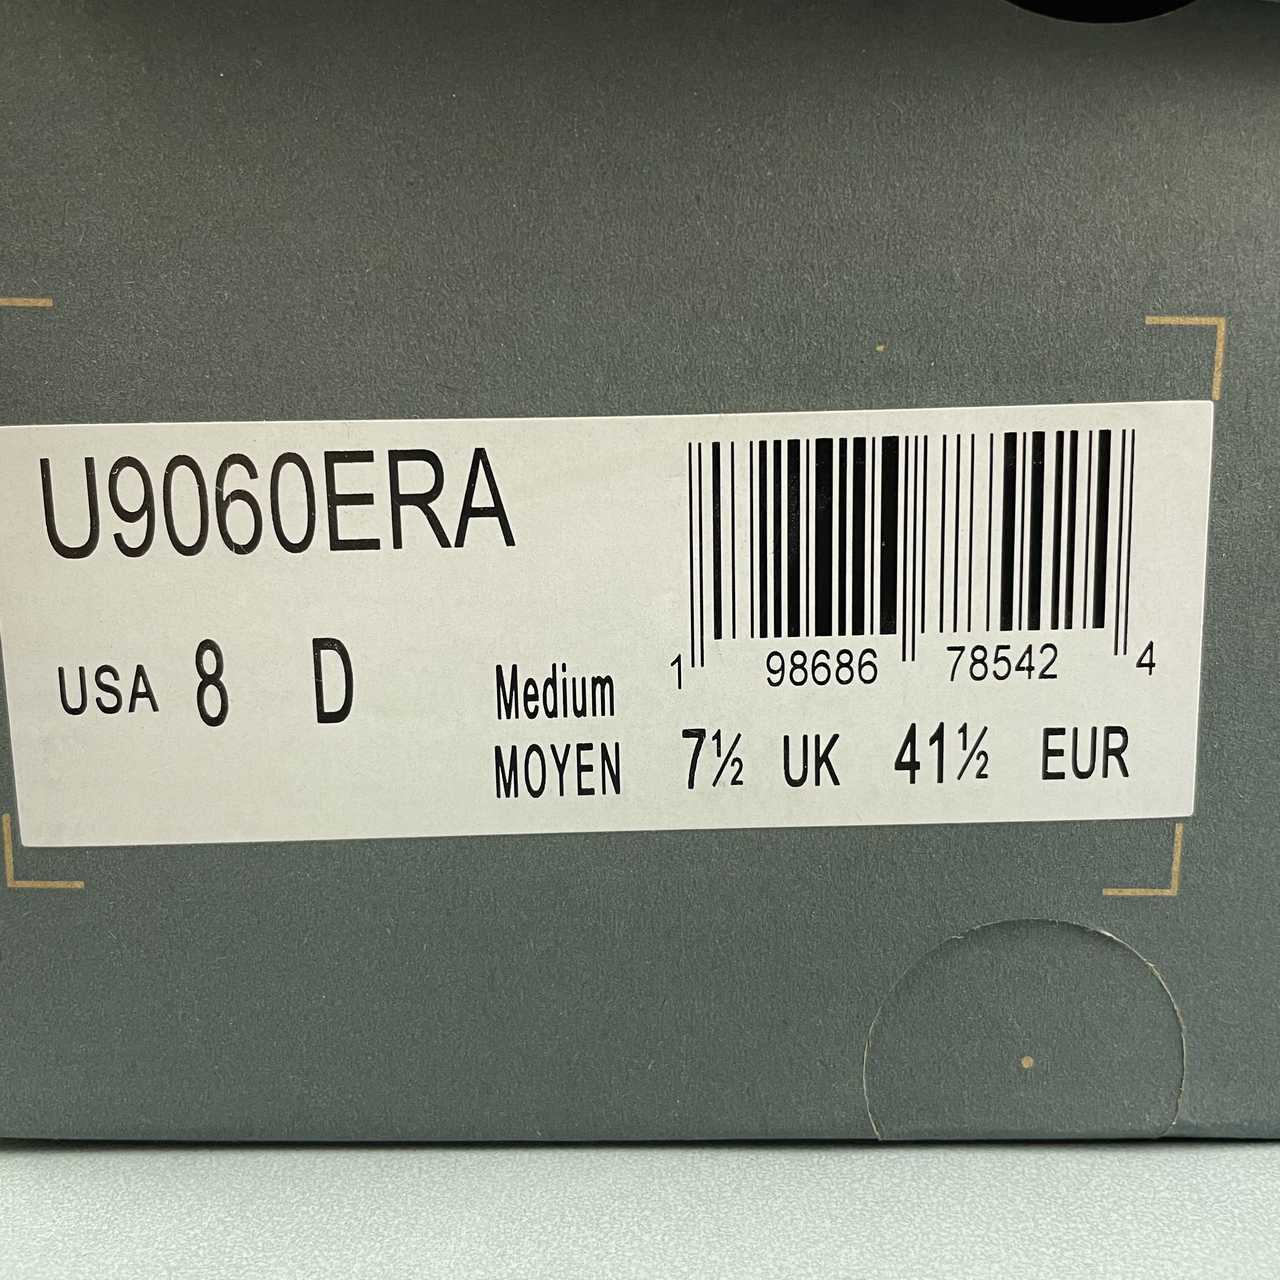 U9060ERA
1 98686 78542 4
USA 8 D Medium
MOYEN 7½ UK 41½ EUR